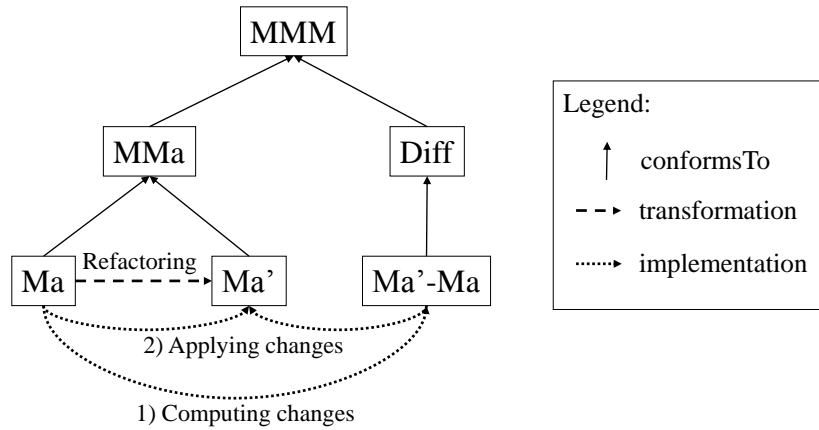 MMM
MMa
Diff
Ma
Refactoring
Ma’
Ma’-Ma
2) Applying changes
1) Computing changes
Legend:
conformsTo
transformation
implementation